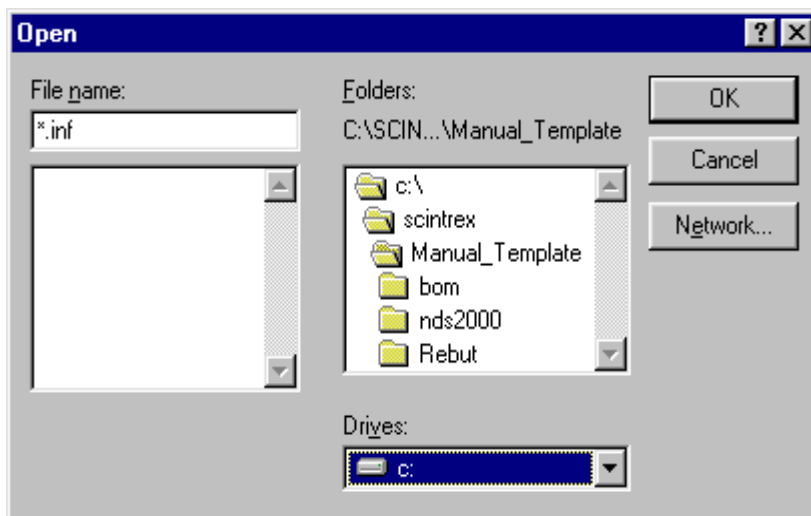 Open
File name:
*.inf
Folders:
C:\SCIN...\Manual_Template
c:\
scintrex
Manual_Template
bom
nds2000
Rebut
Drives:
c:
OK
Cancel
Network...